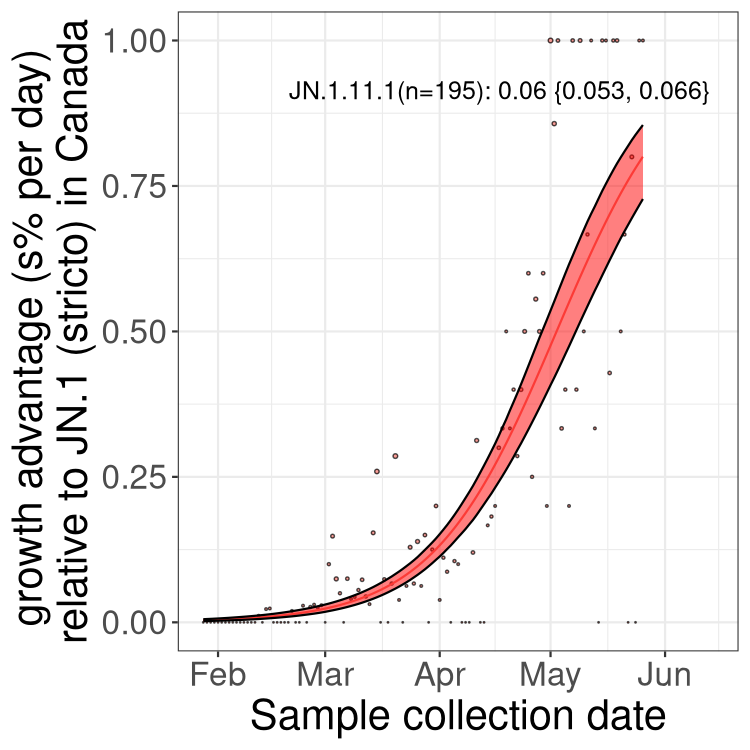 growth advantage (s% per day)
relative to JN.1 (stricto) in Canada
1.00
0.75
0.50
0.25
0.00
JN.1.11.1(n=195): 0.06 {0.053, 0.066}
Feb Mar Apr May Jun
Sample collection date